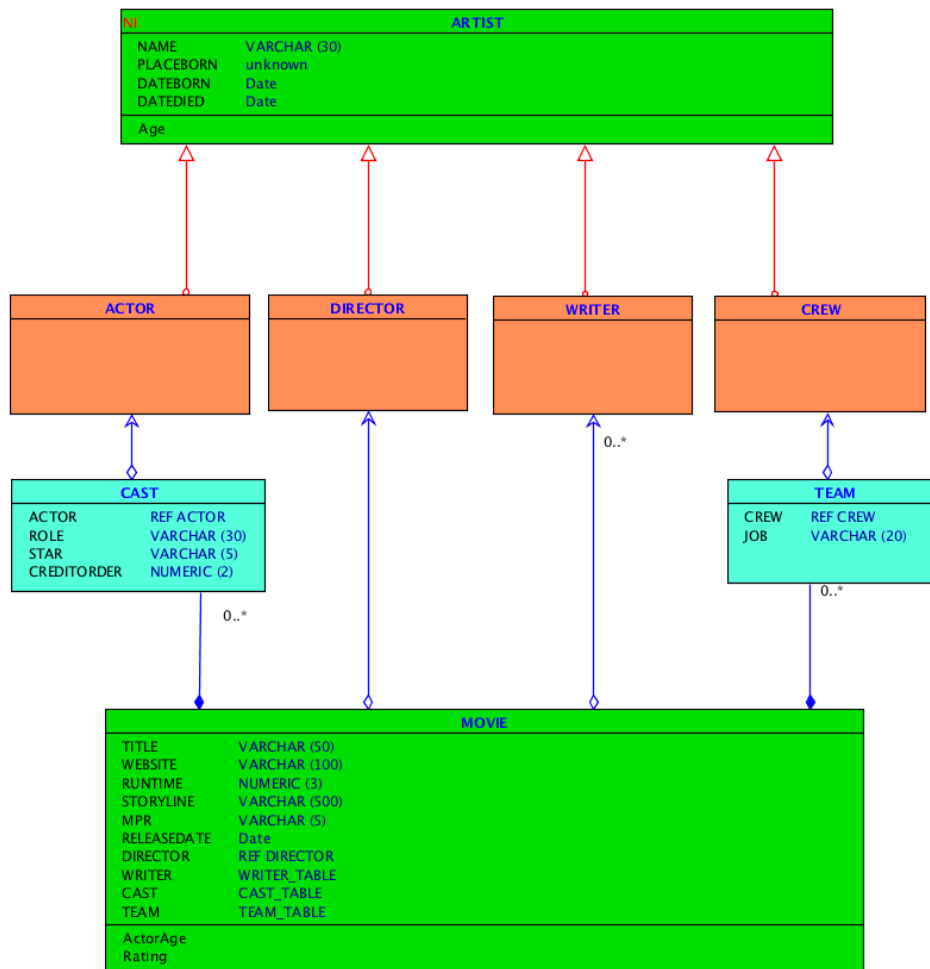 NI ARTIST
NAME VARCHAR (30)
PLACEBORN unknown
DATEBORN Date
DATEDIED Date
Age
ACTOR DIRECTOR WRITER CREW
0..*
CAST
ACTOR REF ACTOR
ROLE VARCHAR (30)
STAR VARCHAR (5)
CREDITORDER NUMERIC (2)
TEAM
CREW REF CREW
JOB VARCHAR (20)
0..*
0..*
MOVIE
TITLE VARCHAR (50)
WEBSITE VARCHAR (100)
RUNTIME NUMERIC (3)
STORYLINE VARCHAR (500)
MPR VARCHAR (5)
RELEASEDATE Date
DIRECTOR REF DIRECTOR
WRITER WRITER_TABLE
CAST CAST_TABLE
TEAM TEAM_TABLE
ActorAge
Rating